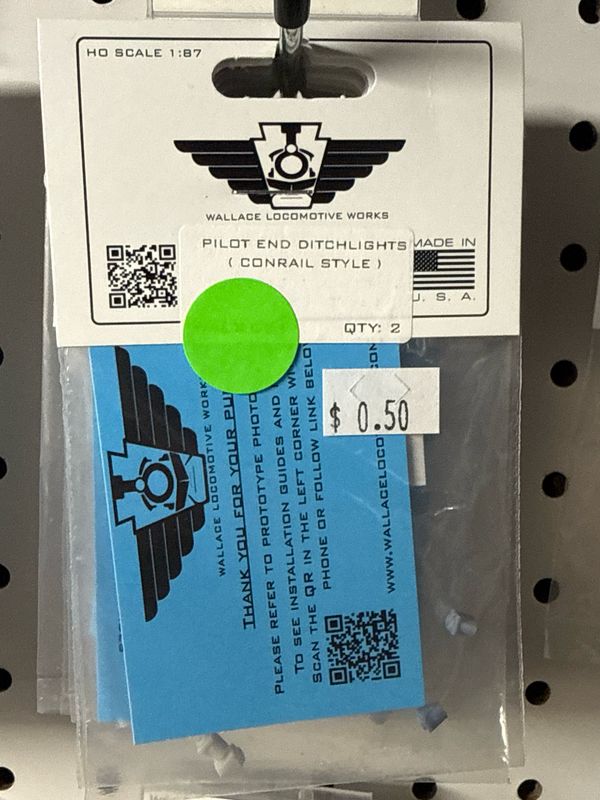 HO SCALE 1:87
WALLACE LOCOMOTIVE WORKS
PILOT END DITCHLIGHTS
( CONRAIL STYLE )
MADE IN
U. S. A.
QTY: 2
$ 0.50
WALLACE LOCOMOTIVE WORK
THANK YOU FOR YOUR PU
PLEASE REFER TO PROTOTYPE PHOTO
TO SEE INSTALLATION GUIDES AND
SCAN THE QR IN THE LEFT CORNER
PHONE OR FOLLOW LINK BELO
WWW.WALLACELOCO